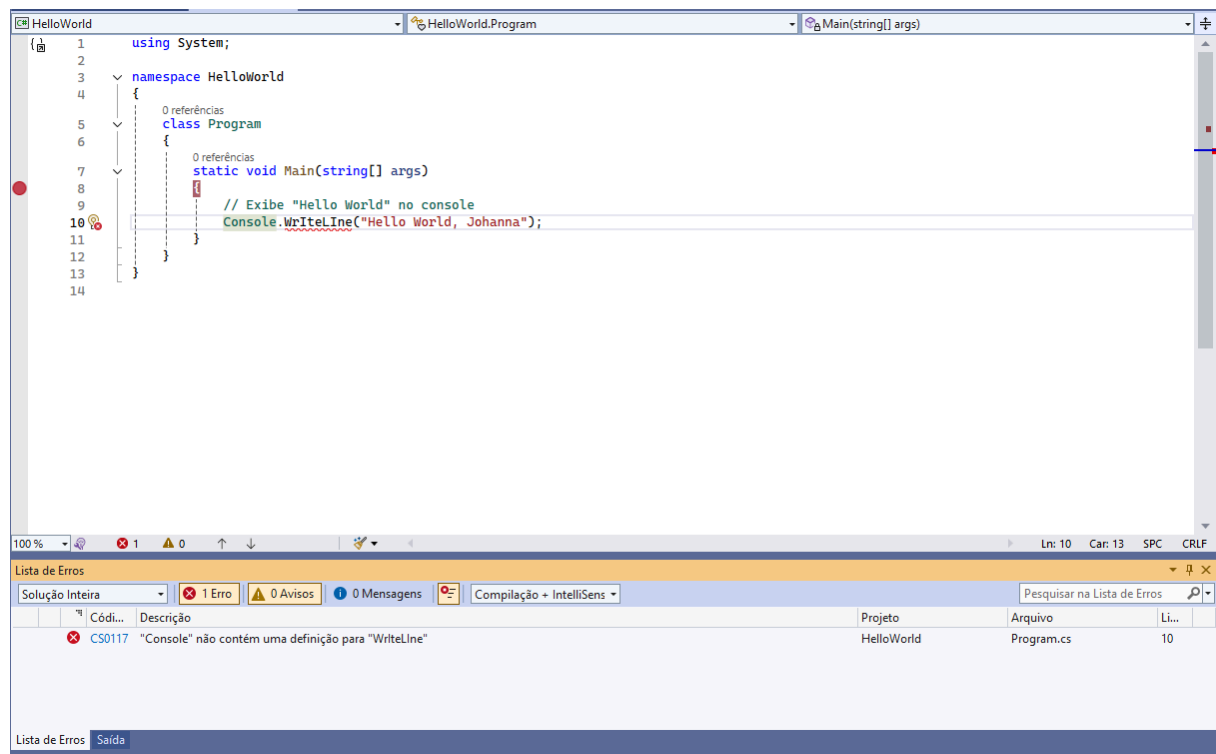 C# HelloWorld HelloWorld.Program Main(string[] args)
1 using System;
2
3 namespace HelloWorld
4 {
0 referências
5 class Program
6 {
0 referências
7 static void Main(string[] args)
8 {
9 // Exibe "Hello World" no console
10 Console.WrIteLIne("Hello World, Johanna");
11 }
12 }
13 }
14
100 % 1 0 Ln: 10 Car: 13 SPC CRLF
Lista de Erros
Solução Inteira 1 Erro 0 Avisos 0 Mensagens Compilação + IntelliSens Pesquisar na Lista de Erros
Códi... Descrição Projeto Arquivo Li...
CS0117 "Console" não contém uma definição para "WrIteLIne" HelloWorld Program.cs 10
Lista de Erros Saída